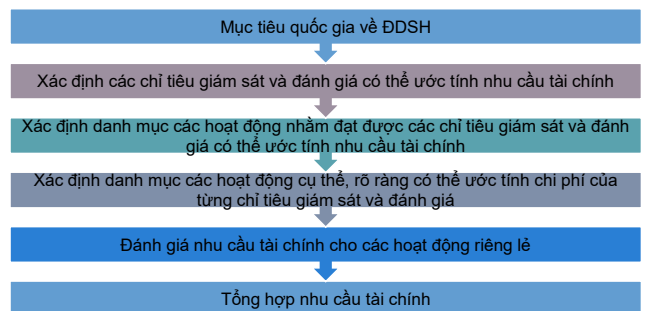 Mục tiêu quốc gia về ĐDSH
Xác định các chỉ tiêu giám sát và đánh giá có thể ước tính nhu cầu tài chính
Xác định danh mục các hoạt động nhằm đạt được các chỉ tiêu giám sát và đánh
giá có thể ước tính nhu cầu tài chính
Xác định danh mục các hoạt động cụ thể, rõ ràng có thể ước tính chi phí của
từng chỉ tiêu giám sát và đánh giá
Đánh giá nhu cầu tài chính cho các hoạt động riêng lẻ
Tổng hợp nhu cầu tài chính